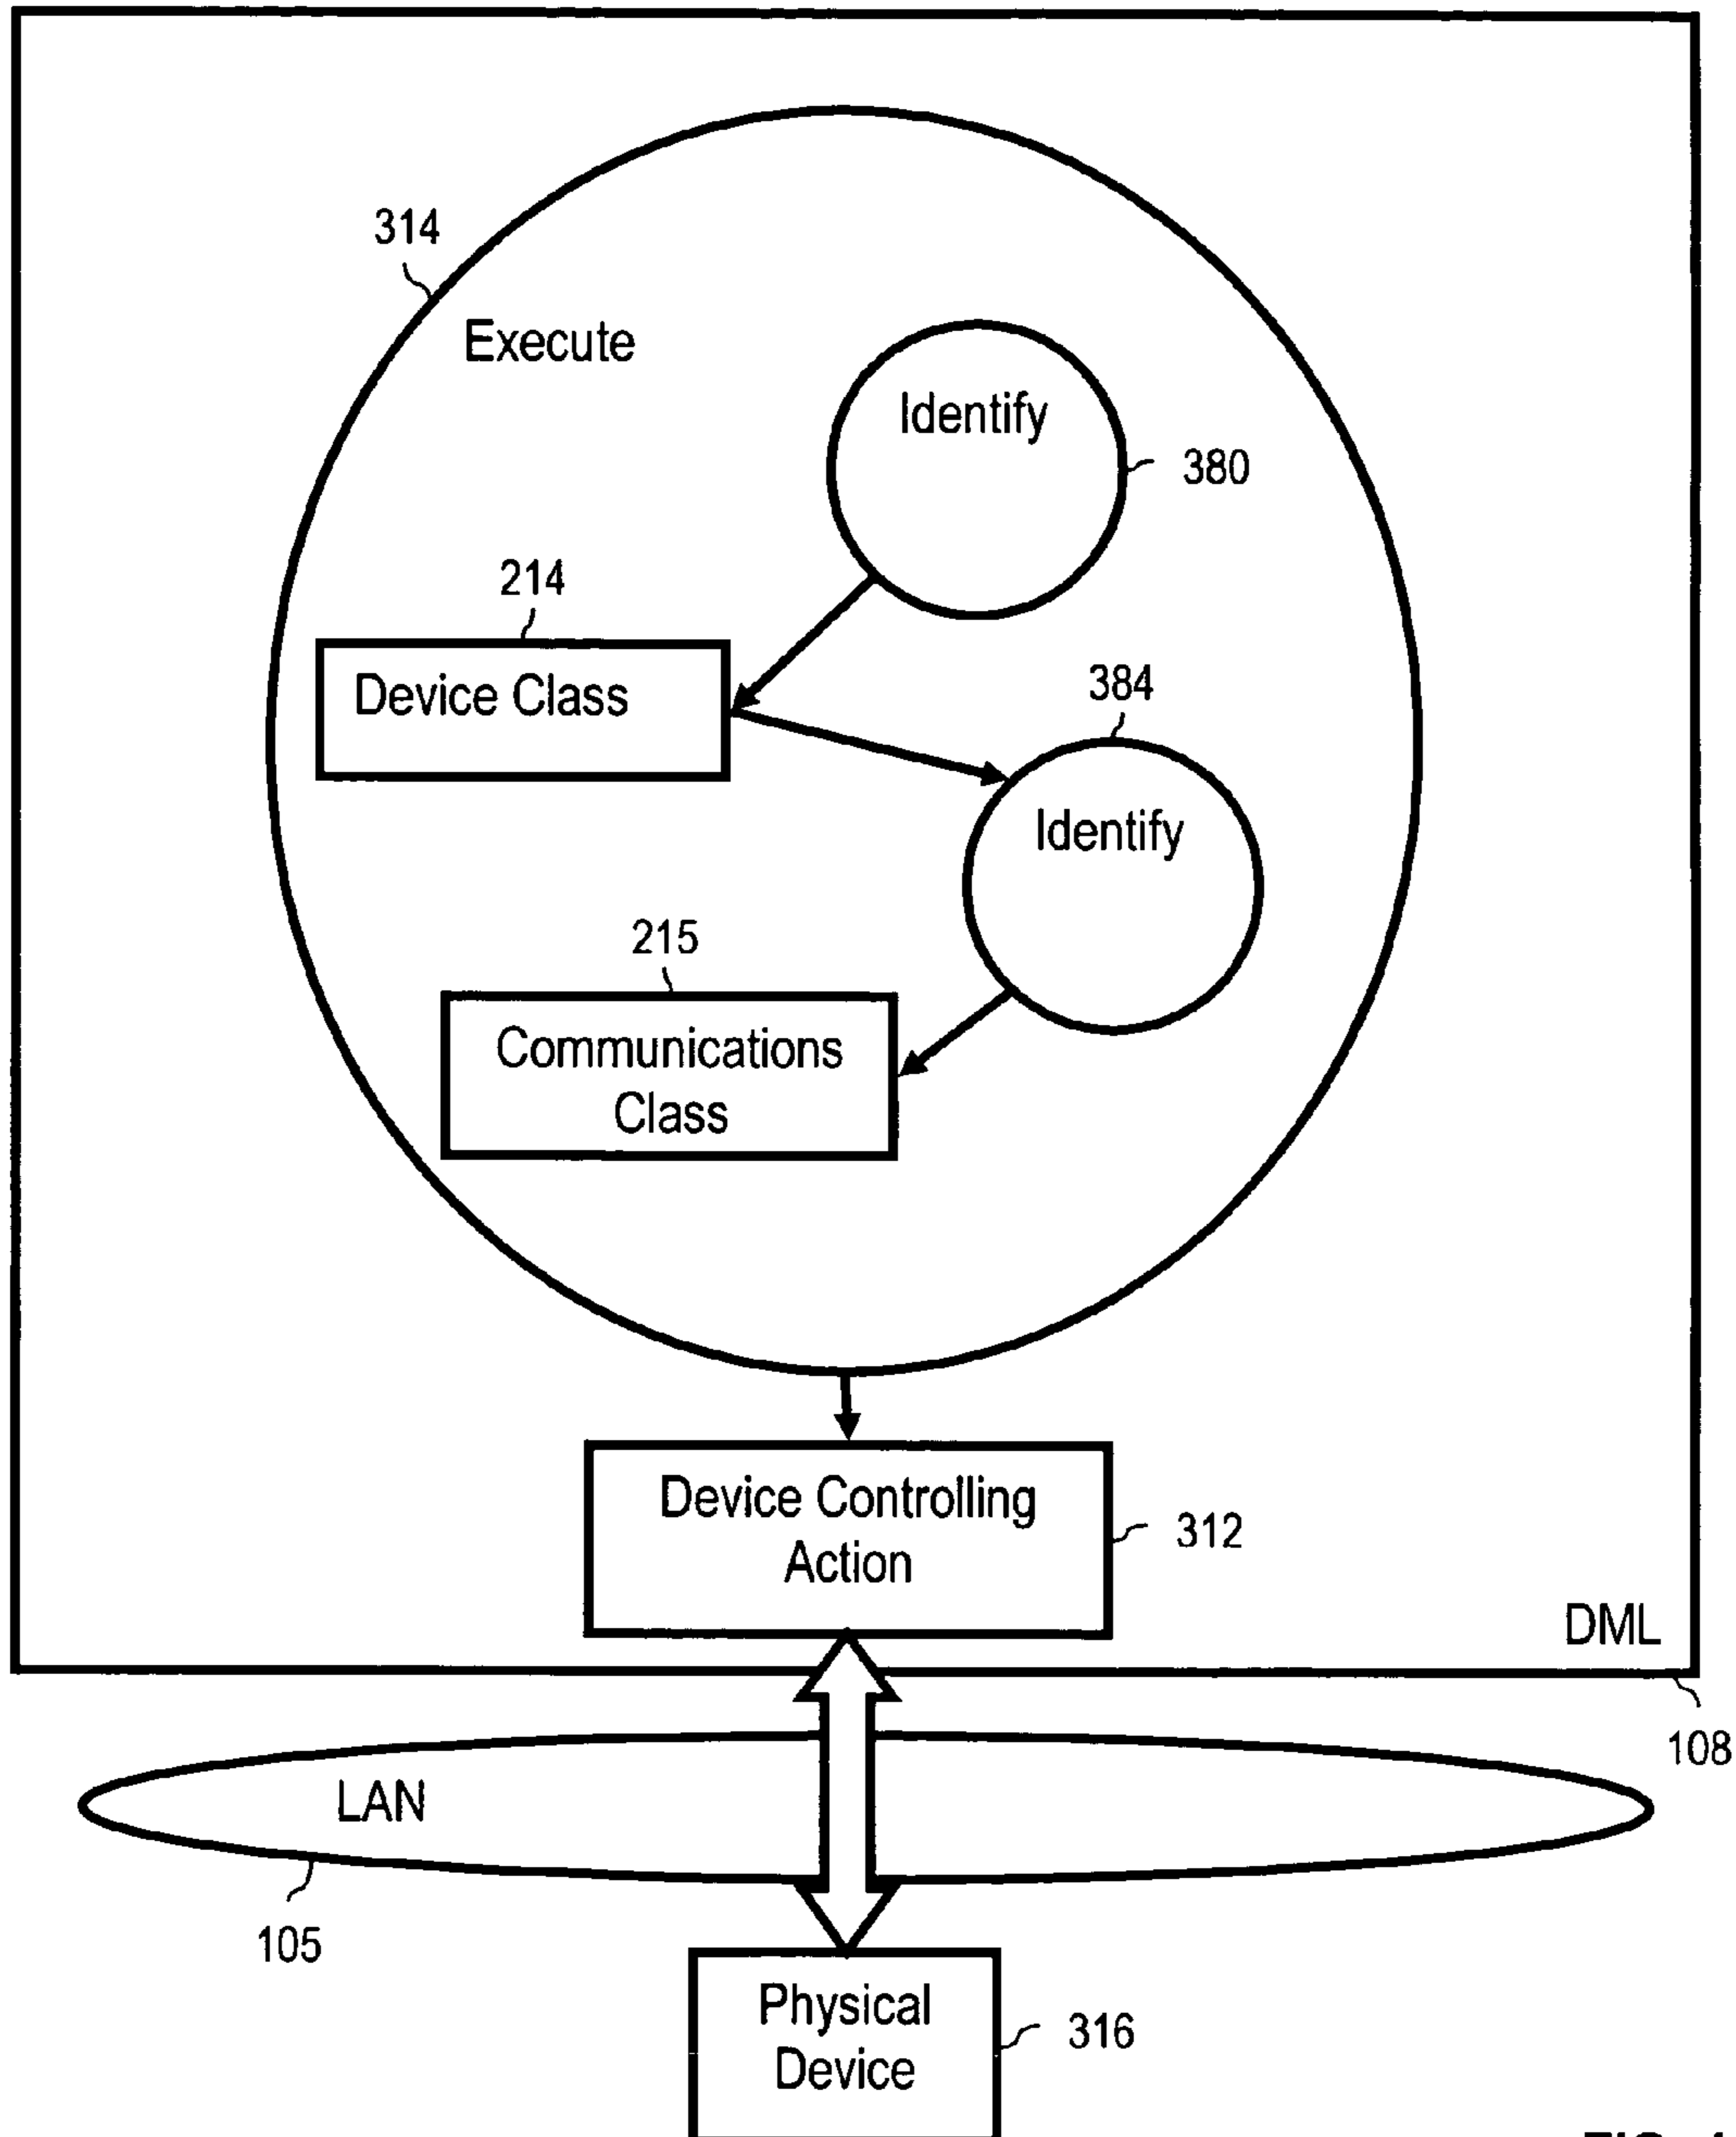 314
Execute
Identify
380
214
Device Class
384
Identify
215
Communications
Class
Device Controlling
Action
312
DML
108
LAN
105
Physical
Device
316